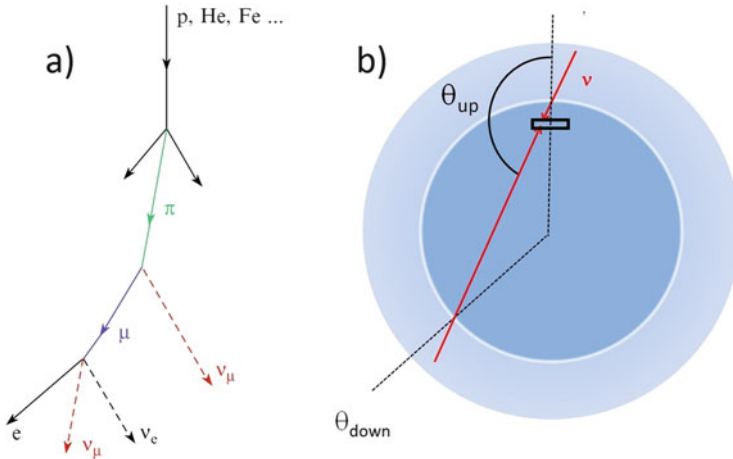 a)
p, He, Fe ...
π
μ
ν_μ
e
ν_μ
ν_e
b)
θ_up
ν
θ_down